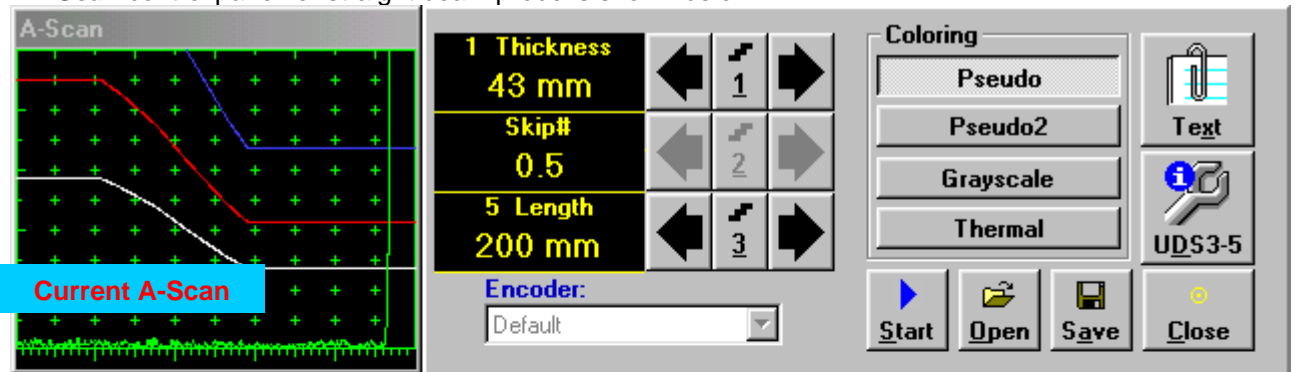 A-Scan
Current A-Scan
1 Thickness
43 mm
1
Skip#
0.5
2
5 Length
200 mm
3
Encoder:
Default
Coloring
Pseudo
Pseudo2
Grayscale
Thermal
Text
UDS3-5
Start
Open
Save
Close